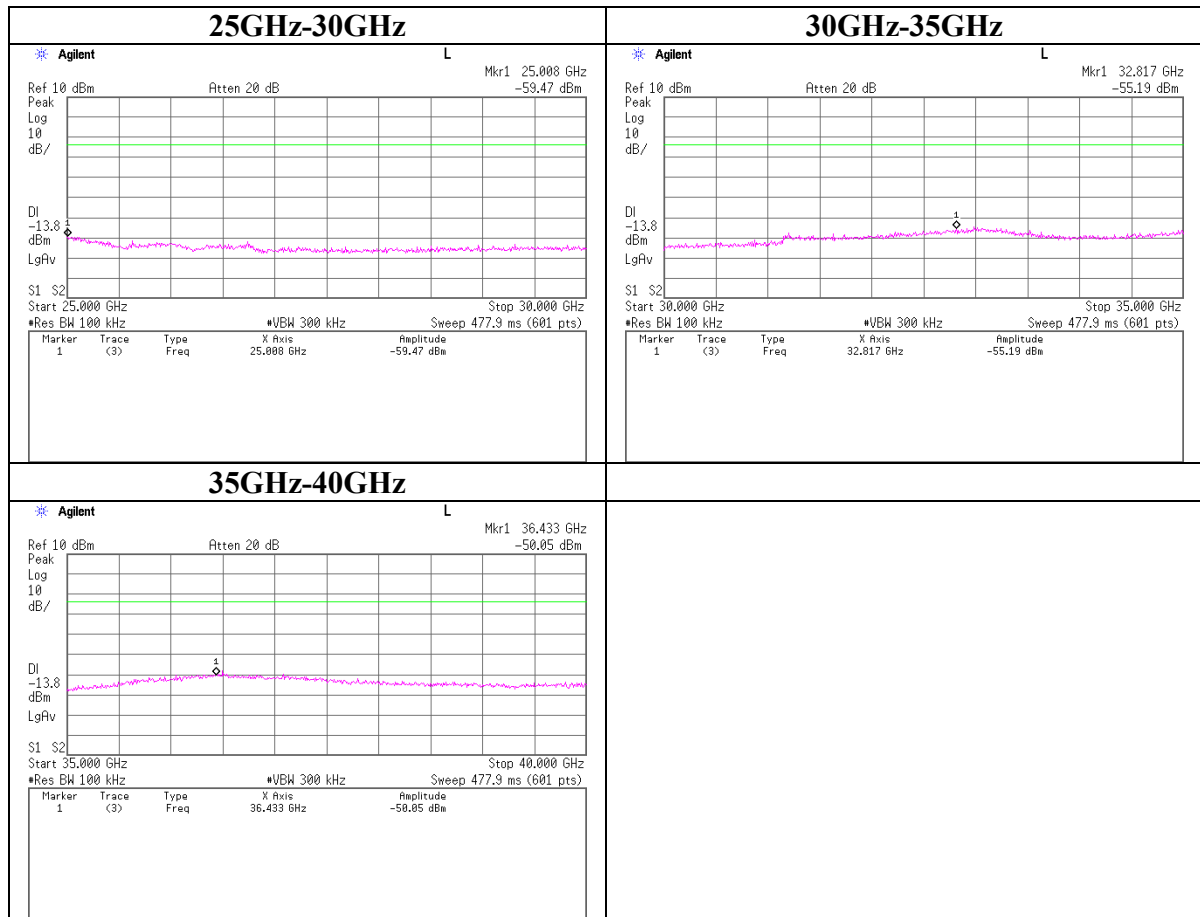 25GHz-30GHz
Agilent
L
Mkr1 25.008 GHz
Ref 10 dBm Atten 20 dB -59.47 dBm
Peak
Log
10
dB/
DI
-13.8
dBm
LgAv
S1 S2
1
Start 25.000 GHz Stop 30.000 GHz
#Res BW 100 kHz #VBW 300 kHz Sweep 477.9 ms (601 pts)
Marker Trace Type X Axis Amplitude
1 (3) Freq 25.008 GHz -59.47 dBm
30GHz-35GHz
Agilent
L
Mkr1 32.817 GHz
Ref 10 dBm Atten 20 dB -55.19 dBm
Peak
Log
10
dB/
DI
-13.8
dBm
LgAv
S1 S2
1
Start 30.000 GHz Stop 35.000 GHz
#Res BW 100 kHz #VBW 300 kHz Sweep 477.9 ms (601 pts)
Marker Trace Type X Axis Amplitude
1 (3) Freq 32.817 GHz -55.19 dBm
35GHz-40GHz
Agilent
L
Mkr1 36.433 GHz
Ref 10 dBm Atten 20 dB -50.05 dBm
Peak
Log
10
dB/
DI
-13.8
dBm
LgAv
S1 S2
1
Start 35.000 GHz Stop 40.000 GHz
#Res BW 100 kHz #VBW 300 kHz Sweep 477.9 ms (601 pts)
Marker Trace Type X Axis Amplitude
1 (3) Freq 36.433 GHz -50.05 dBm